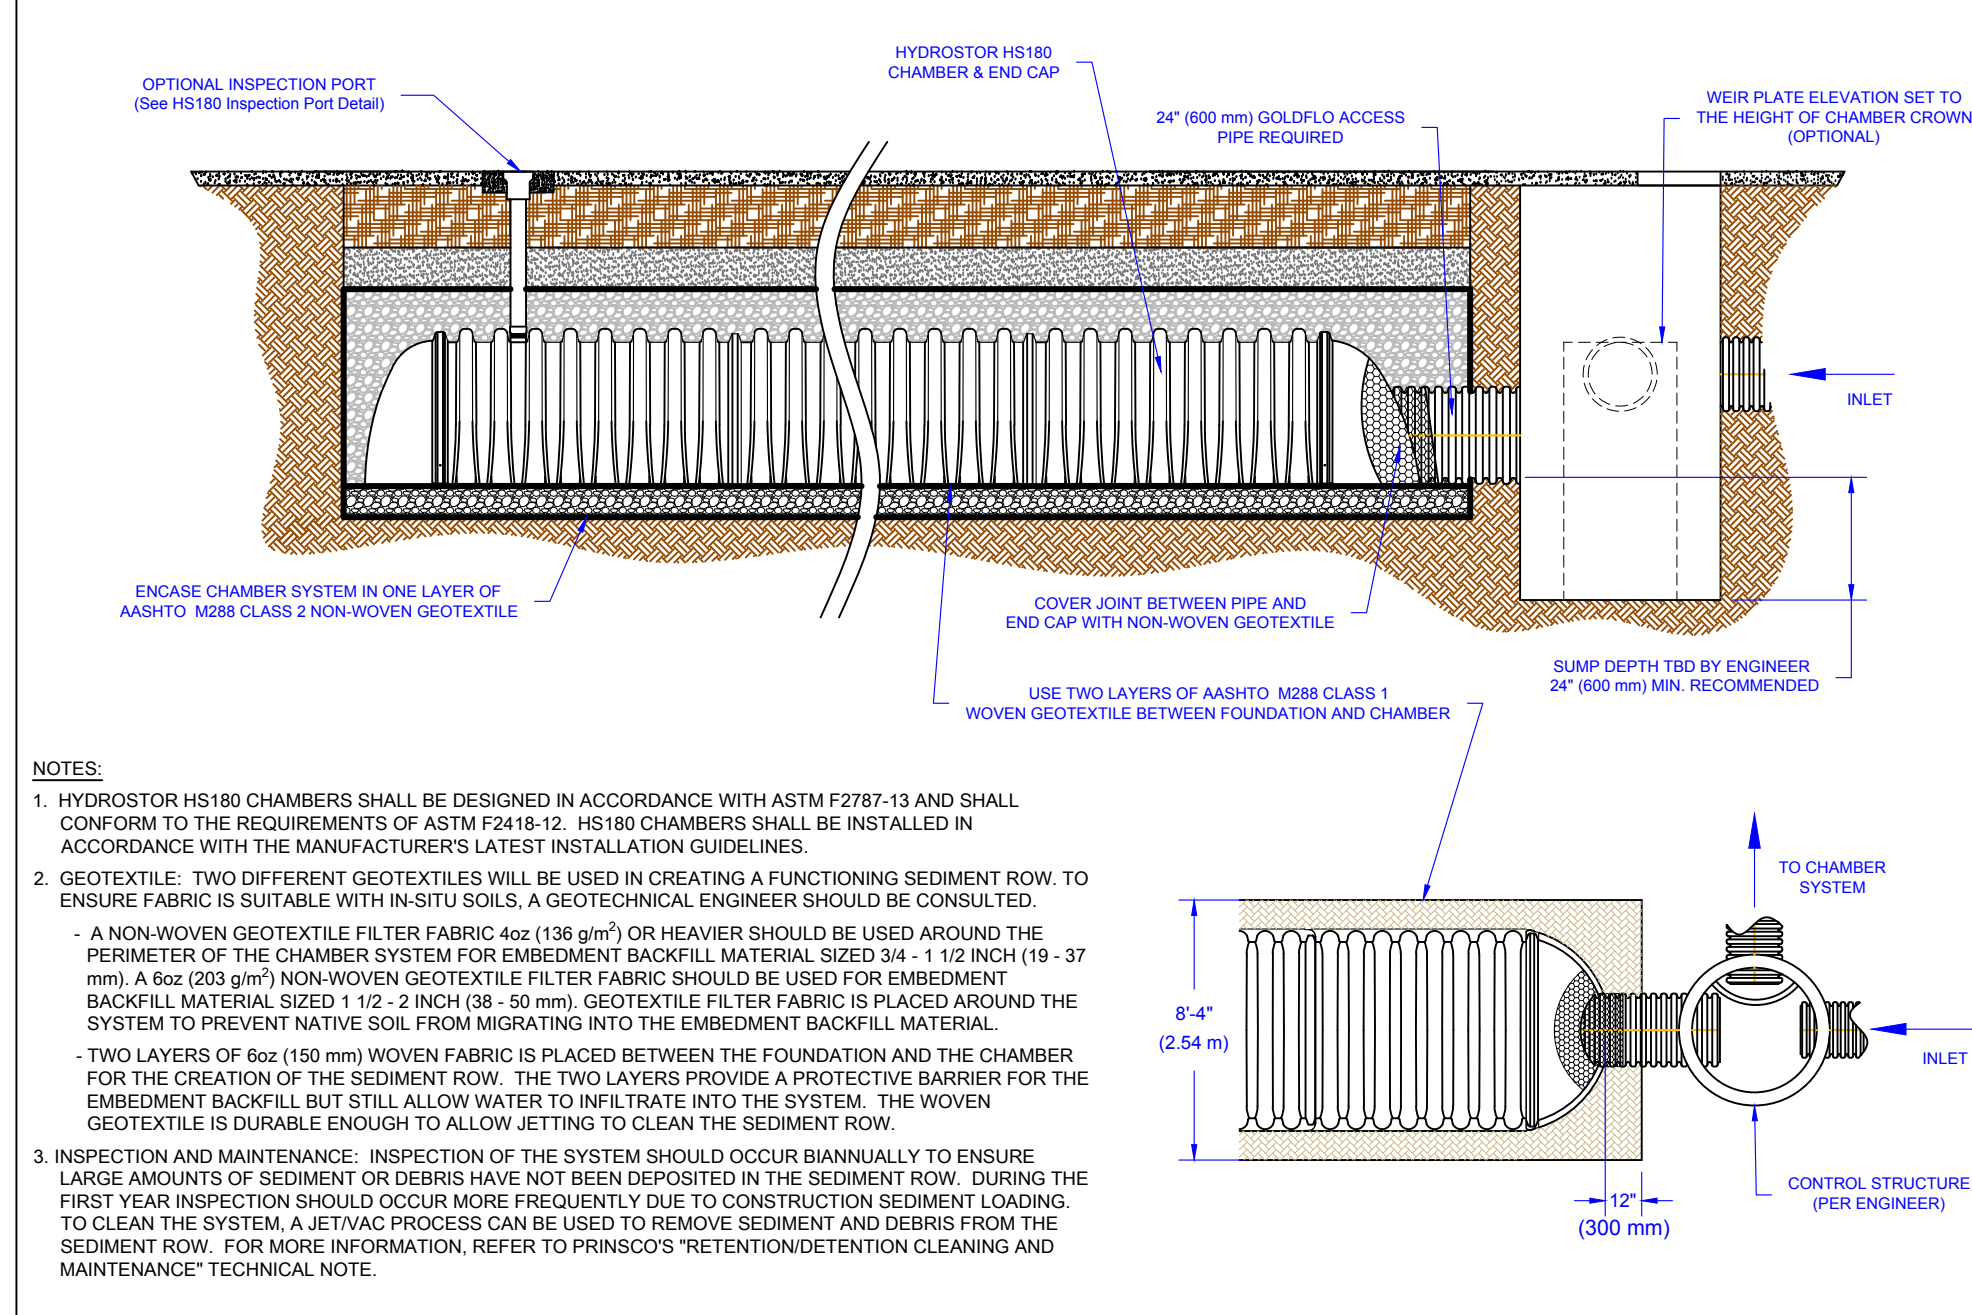 HYDROSTOR HS180
CHAMBER & END CAP
OPTIONAL INSPECTION PORT
(See HS180 Inspection Port Detail)
24" (600 mm) GOLDFLO ACCESS
PIPE REQUIRED
WEIR PLATE ELEVATION SET TO
THE HEIGHT OF CHAMBER CROWN
(OPTIONAL)
INLET
ENCASE CHAMBER SYSTEM IN ONE LAYER OF
AASHTO M288 CLASS 2 NON-WOVEN GEOTEXTILE
COVER JOINT BETWEEN PIPE AND
END CAP WITH NON-WOVEN GEOTEXTILE
SUMP DEPTH TBD BY ENGINEER
24" (600 mm) MIN. RECOMMENDED
USE TWO LAYERS OF AASHTO M288 CLASS 1
WOVEN GEOTEXTILE BETWEEN FOUNDATION AND CHAMBER
NOTES:
1. HYDROSTOR HS180 CHAMBERS SHALL BE DESIGNED IN ACCORDANCE WITH ASTM F2787-13 AND SHALL
CONFORM TO THE REQUIREMENTS OF ASTM F2418-12. HS180 CHAMBERS SHALL BE INSTALLED IN
ACCORDANCE WITH THE MANUFACTURER'S LATEST INSTALLATION GUIDELINES.
2. GEOTEXTILE: TWO DIFFERENT GEOTEXTILES WILL BE USED IN CREATING A FUNCTIONING SEDIMENT ROW. TO
ENSURE FABRIC IS SUITABLE WITH IN-SITU SOILS, A GEOTECHNICAL ENGINEER SHOULD BE CONSULTED.
- A NON-WOVEN GEOTEXTILE FILTER FABRIC 4oz (136 g/m²) OR HEAVIER SHOULD BE USED AROUND THE
PERIMETER OF THE CHAMBER SYSTEM FOR EMBEDMENT BACKFILL MATERIAL SIZED 3/4 - 1 1/2 INCH (19 - 37
mm). A 6oz (203 g/m²) NON-WOVEN GEOTEXTILE FILTER FABRIC SHOULD BE USED FOR EMBEDMENT
BACKFILL MATERIAL SIZED 1 1/2 - 2 INCH (38 - 50 mm). GEOTEXTILE FILTER FABRIC IS PLACED AROUND THE
SYSTEM TO PREVENT NATIVE SOIL FROM MIGRATING INTO THE EMBEDMENT BACKFILL MATERIAL.
- TWO LAYERS OF 6oz (150 mm) WOVEN FABRIC IS PLACED BETWEEN THE FOUNDATION AND THE CHAMBER
FOR THE CREATION OF THE SEDIMENT ROW. THE TWO LAYERS PROVIDE A PROTECTIVE BARRIER FOR THE
EMBEDMENT BACKFILL BUT STILL ALLOW WATER TO INFILTRATE INTO THE SYSTEM. THE WOVEN
GEOTEXTILE IS DURABLE ENOUGH TO ALLOW JETTING TO CLEAN THE SEDIMENT ROW.
3. INSPECTION AND MAINTENANCE: INSPECTION OF THE SYSTEM SHOULD OCCUR BIANNUALLY TO ENSURE
LARGE AMOUNTS OF SEDIMENT OR DEBRIS HAVE NOT BEEN DEPOSITED IN THE SEDIMENT ROW. DURING THE
FIRST YEAR INSPECTION SHOULD OCCUR MORE FREQUENTLY DUE TO CONSTRUCTION SEDIMENT LOADING.
TO CLEAN THE SYSTEM, A JET/VAC PROCESS CAN BE USED TO REMOVE SEDIMENT AND DEBRIS FROM THE
SEDIMENT ROW. FOR MORE INFORMATION, REFER TO PRINSCO'S "RETENTION/DETENTION CLEANING AND
MAINTENANCE" TECHNICAL NOTE.
TO CHAMBER
SYSTEM
8'-4"
(2.54 m)
INLET
CONTROL STRUCTURE
(PER ENGINEER)
12"
(300 mm)